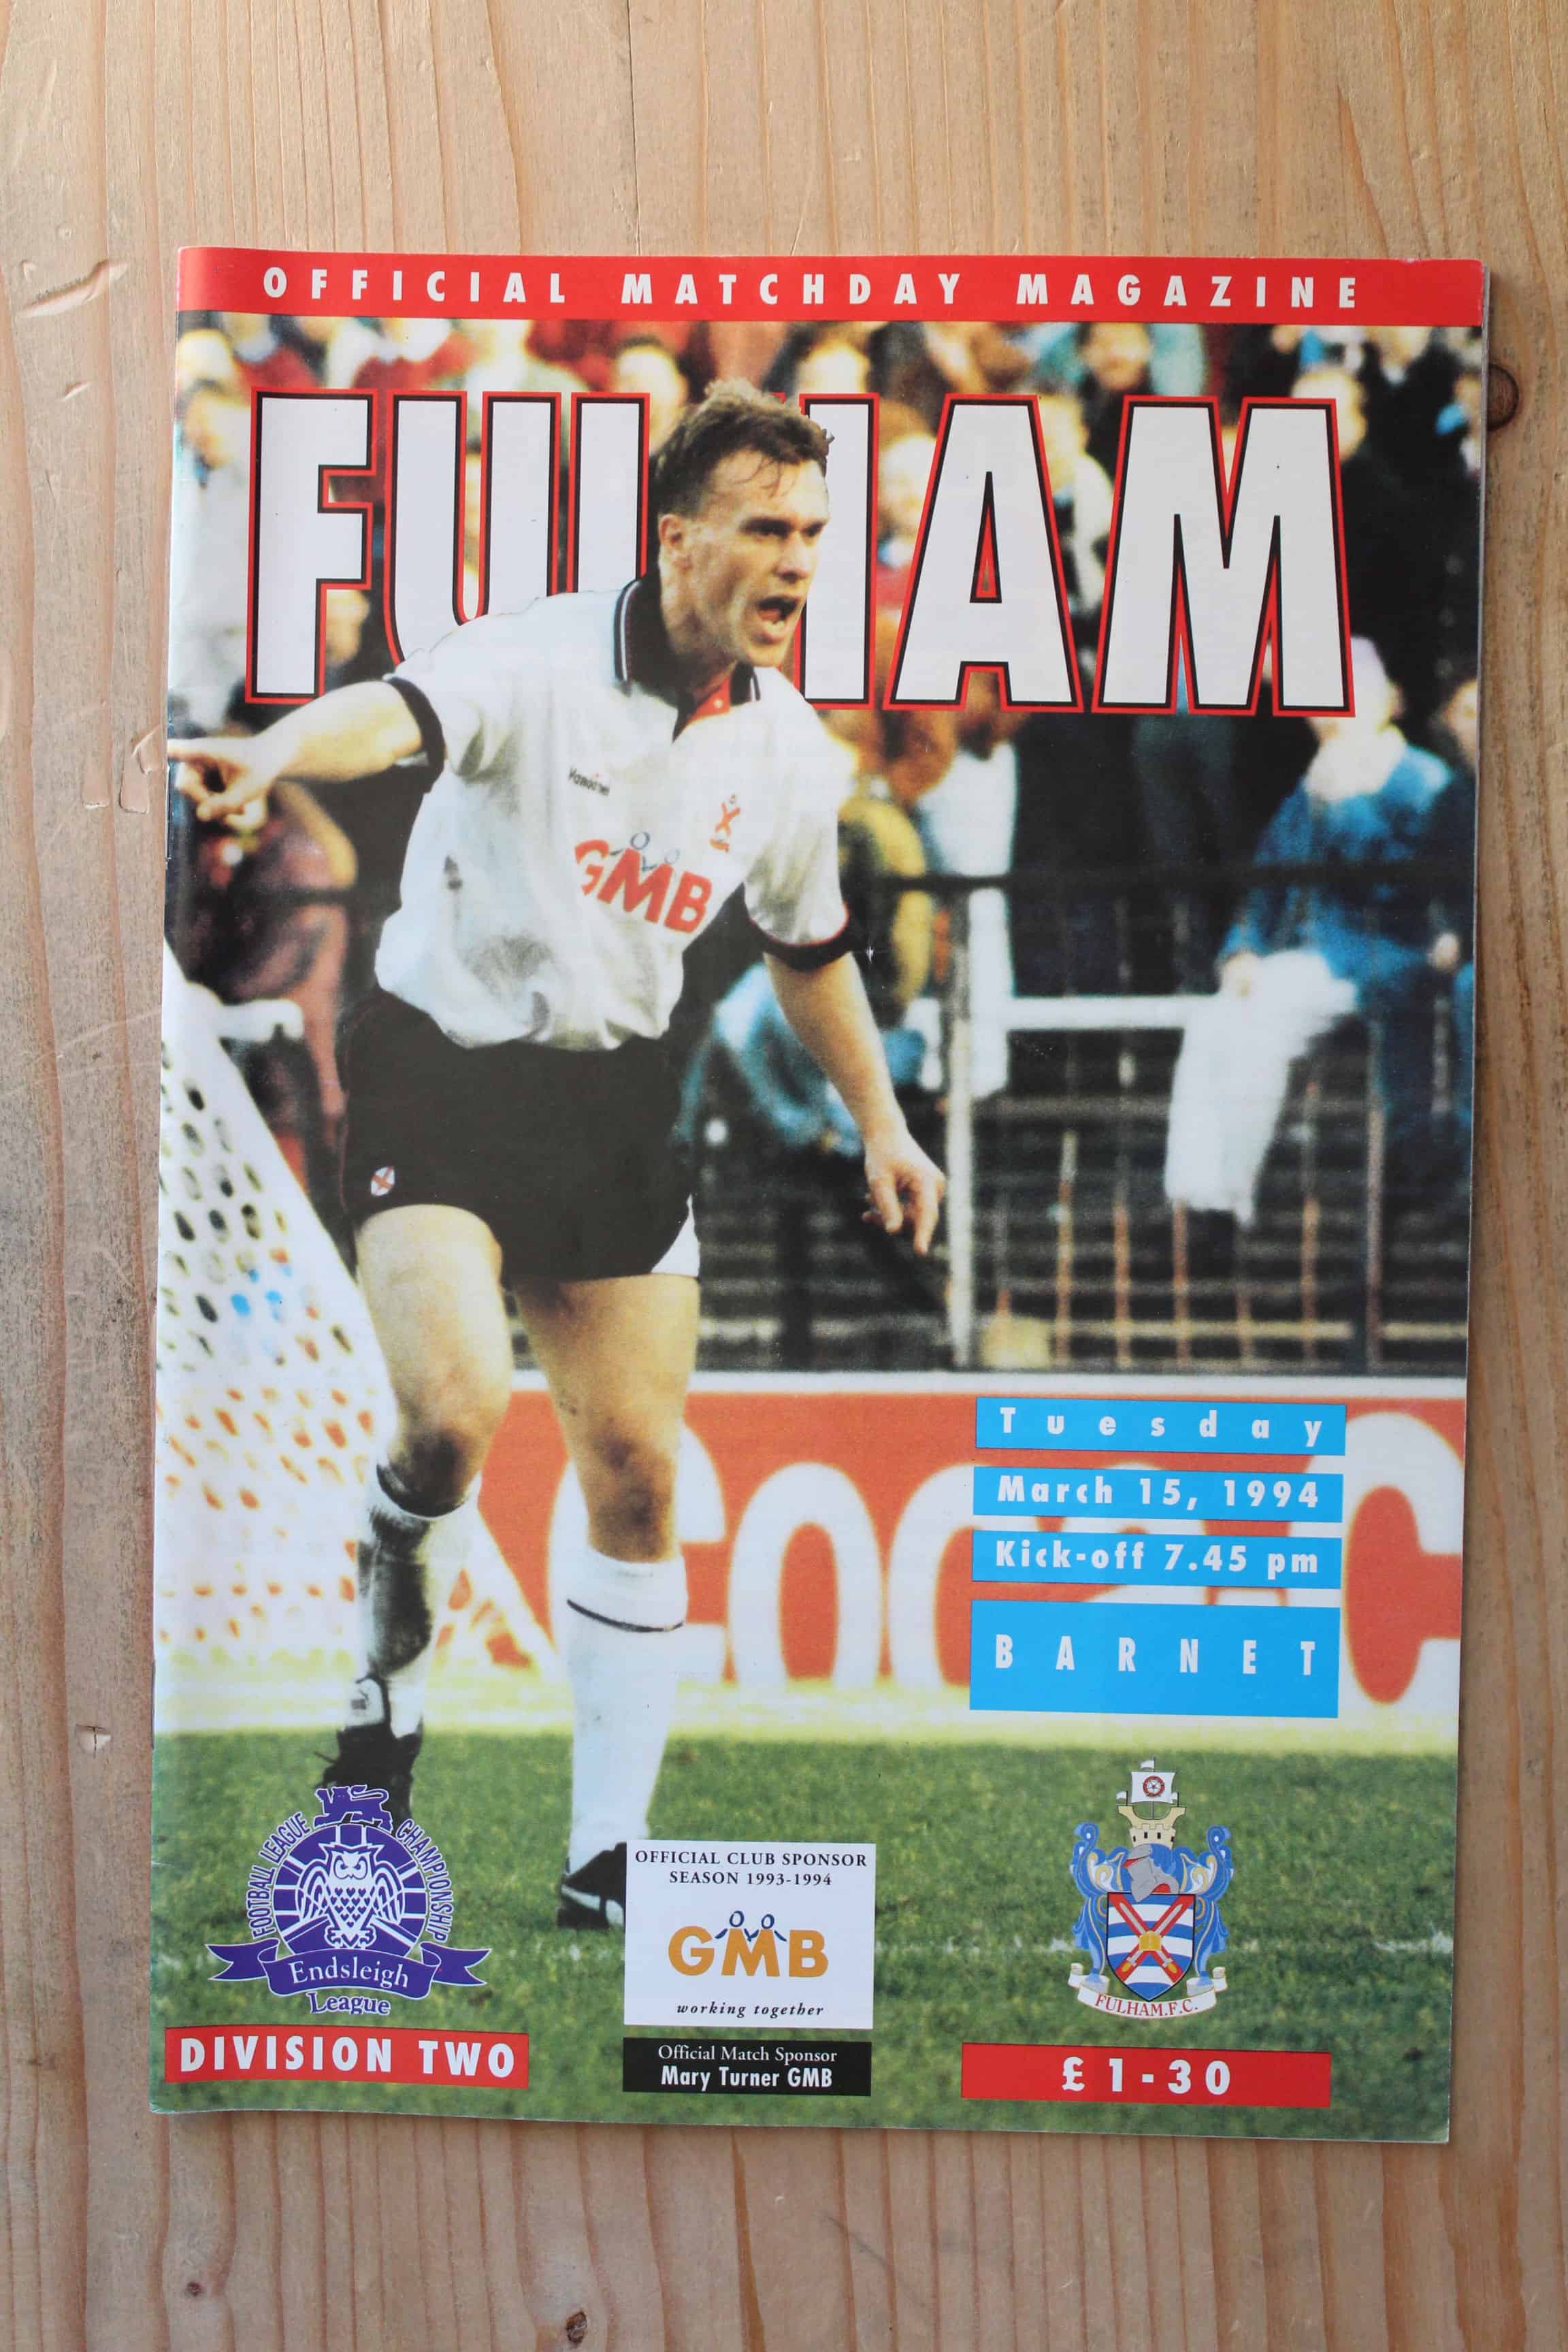 OFFICIAL MATCHDAY MAGAZINE
FULHAM
GMB
Coca-C
Tuesday
March 15, 1994
Kick-off 7.45 pm
BARNET
FOOTBALL LEAGUE CHAMPIONSHIP
Endsleigh
League
DIVISION TWO
OFFICIAL CLUB SPONSOR
SEASON 1993-1994
GMB
working together
Official Match Sponsor
Mary Turner GMB
FULHAM.F.C.
£1-30